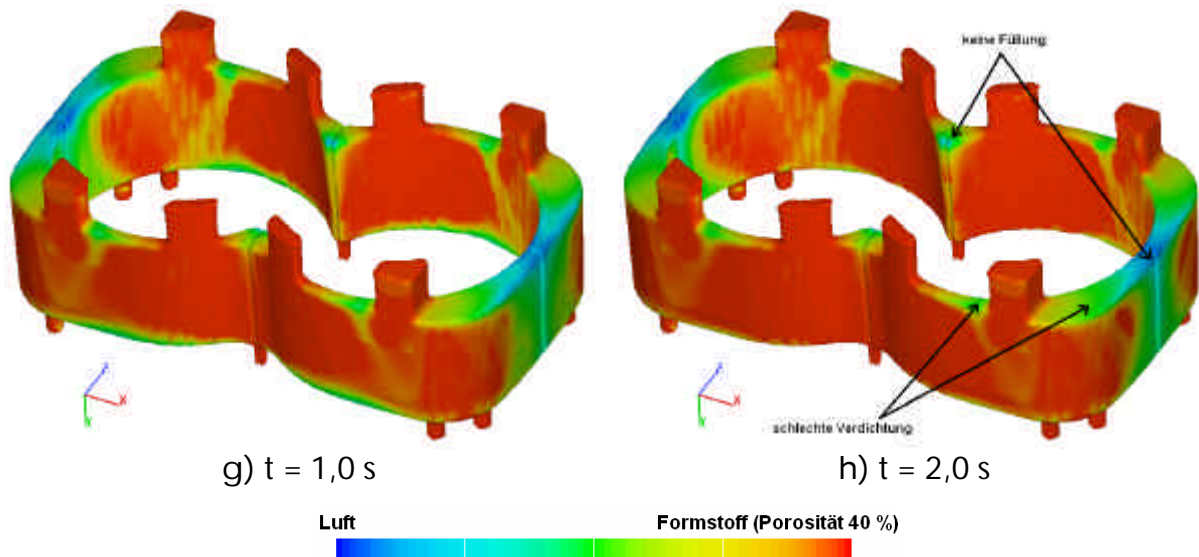 keine Füllung
X
Y
X
Y
schlechte Verdichtung
g) t = 1,0 s
h) t = 2,0 s
Luft
Formstoff (Porosität 40 %)